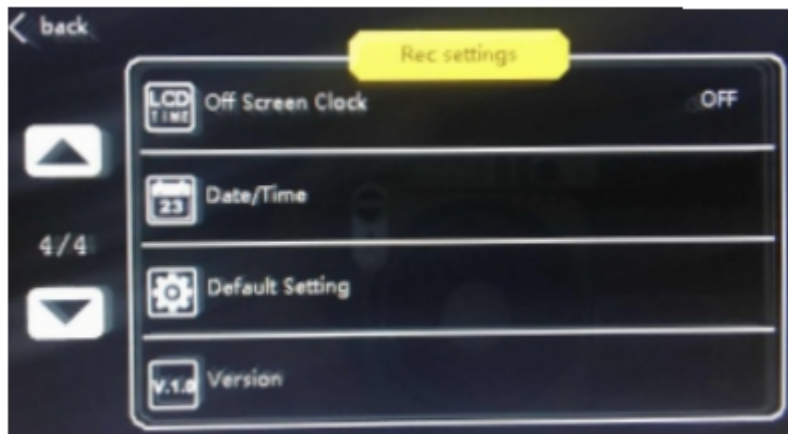 back
Rec settings
LCD
TIME
Off Screen Clock
OFF
23
Date/Time
4/4
Default Setting
V.1.0
Version